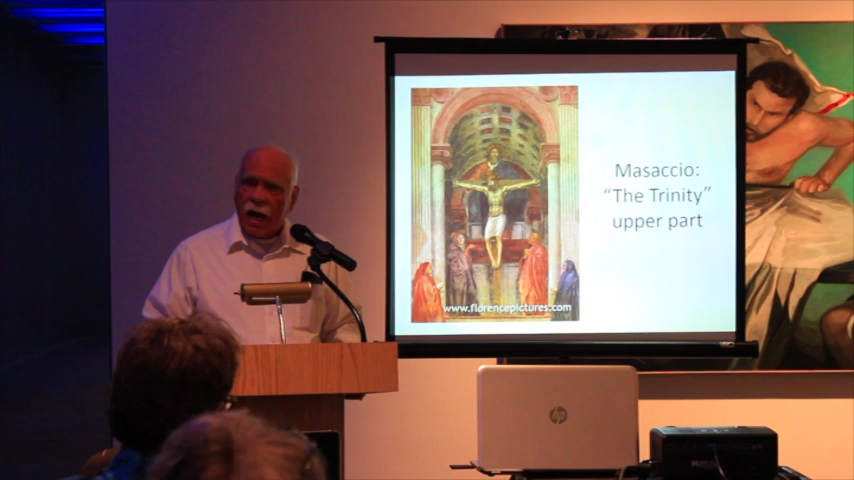 Masaccio:
"The Trinity"
upper part
www.florencepictures.com
hp